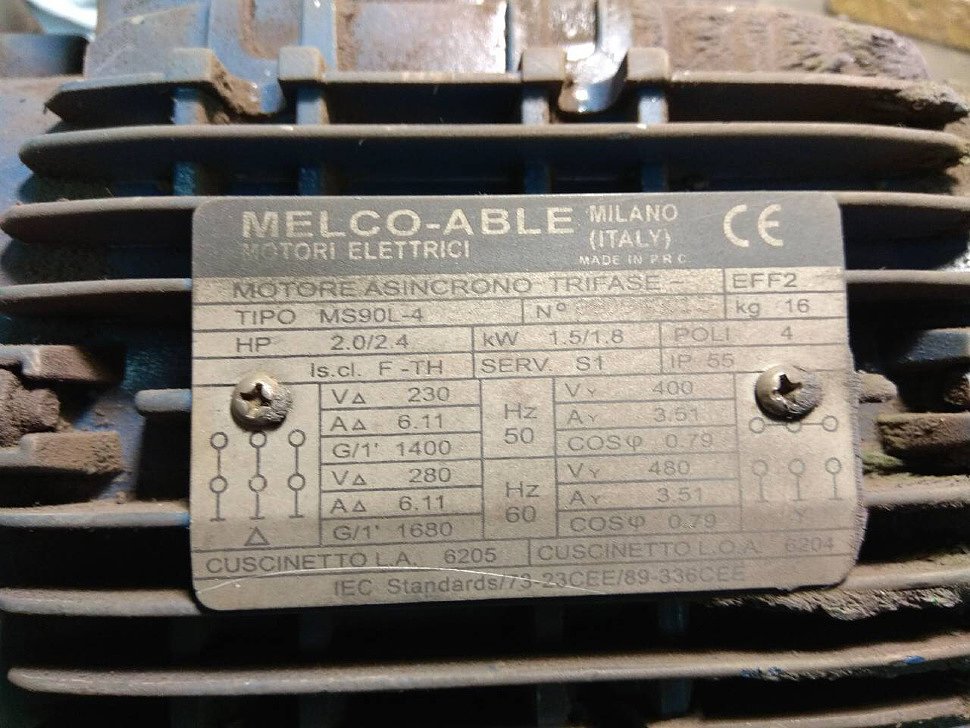 MELCO-ABLE MILANO (ITALY) CE
MOTORI ELETTRICI MADE IN P.R.C.
MOTORE ASINCRONO TRIFASE ~ EFF2
TIPO MS90L-4 N° kg 16
HP 2.0/2.4 kW 1.5/1.8 POLI 4
Is.cl. F-TH SERV. S1 IP 55
V△ 230 Hz 50 VY 400
A△ 6.11 AY 3.51
G/1' 1400 COSφ 0.79
V△ 280 Hz 60 VY 480
A△ 6.11 AY 3.51
△ G/1' 1680 COSφ 0.79 Y
CUSCINETTO L.A. 6205 CUSCINETTO L.O.A. 6204
IEC Standards/73-23CEE/89-336CEE